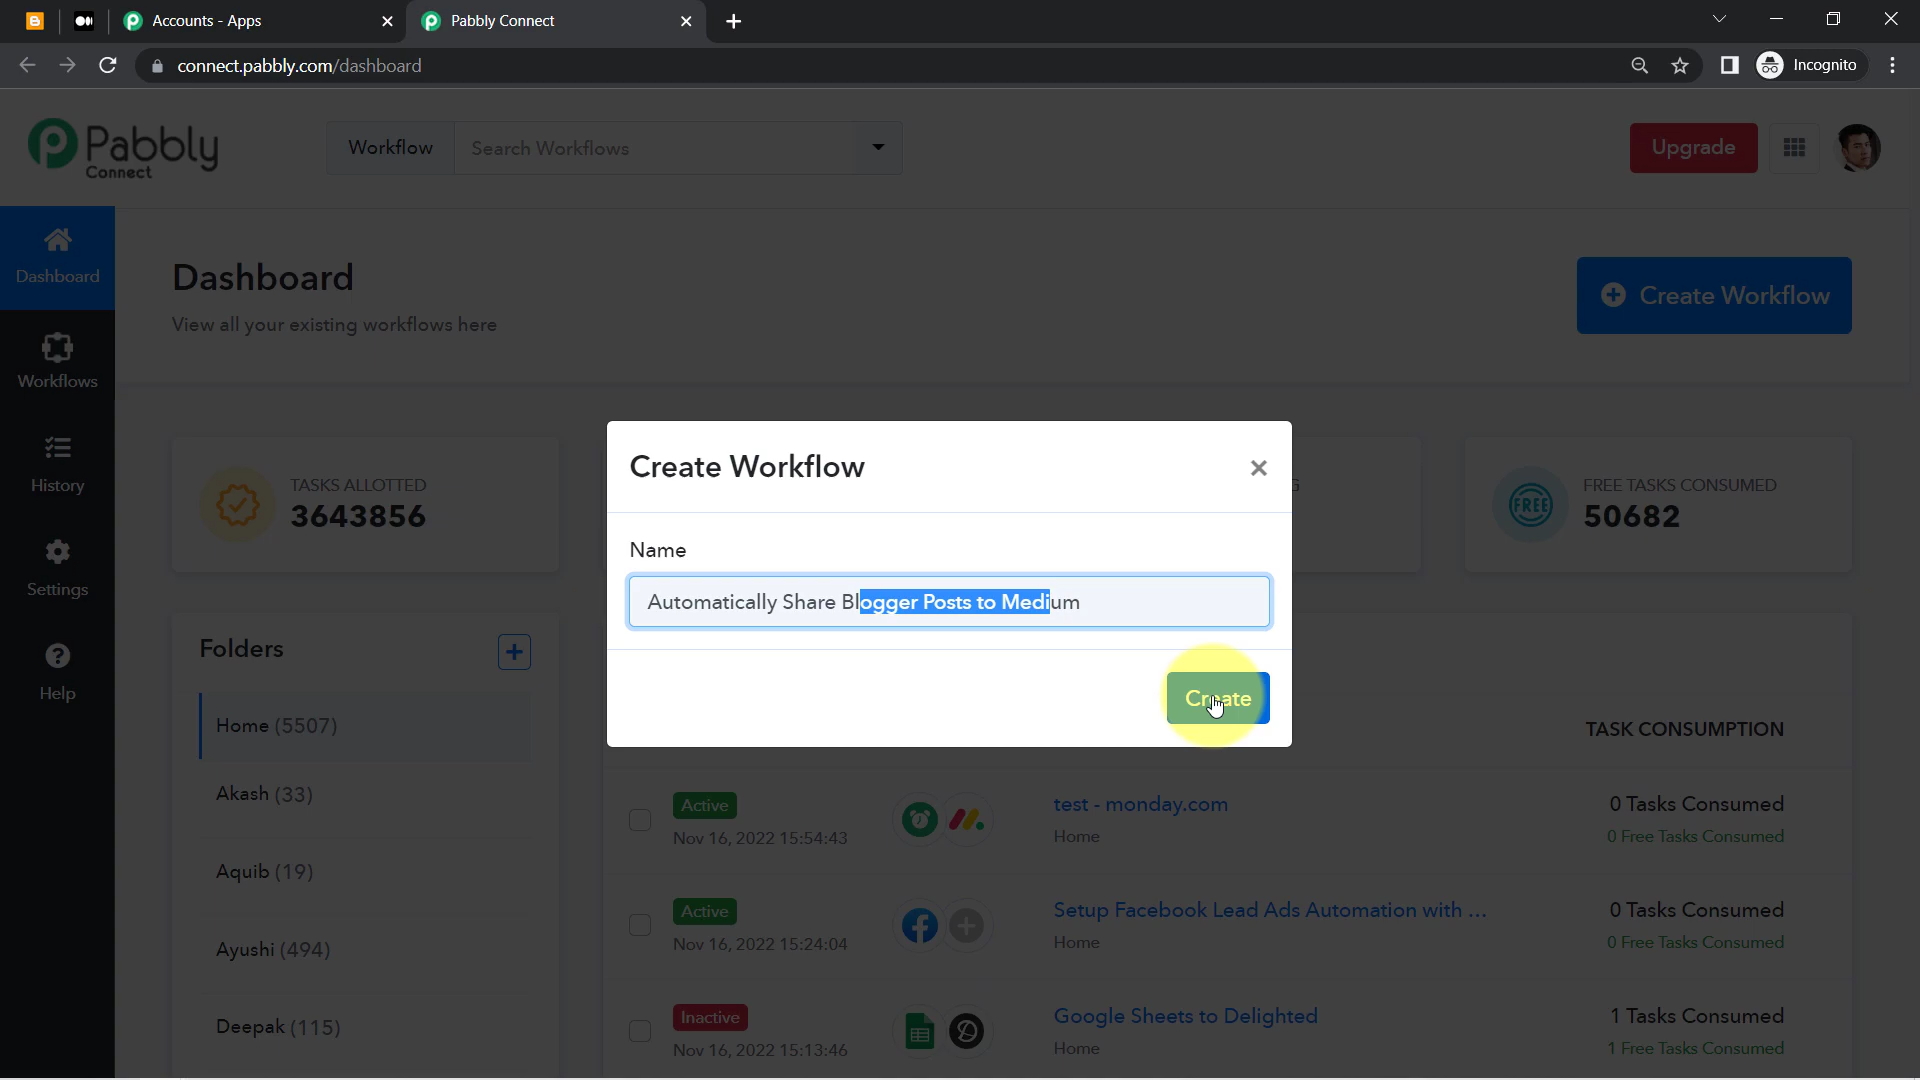 Accounts - Apps
Pabbly Connect
connect.pabbly.com/dashboard
Incognito
Pabbly
Connect
Workflow
Search Workflows
Upgrade
Dashboard
Workflows
History
Settings
Help
Dashboard
View all your existing workflows here
Create Workflow
TASKS ALLOTTED
3643856
G
FREE
FREE TASKS CONSUMED
50682
Create Workflow
Name
Automatically Share Blogger Posts to Medium
Create
Folders
Home (5507)
Akash (33)
Aquib (19)
Ayushi (494)
Deepak (115)
TASK CONSUMPTION
Active
Nov 16, 2022 15:54:43
test - monday.com
Home
0 Tasks Consumed
0 Free Tasks Consumed
Active
Nov 16, 2022 15:24:04
Setup Facebook Lead Ads Automation with ...
Home
0 Tasks Consumed
0 Free Tasks Consumed
Inactive
Nov 16, 2022 15:13:46
Google Sheets to Delighted
Home
1 Tasks Consumed
1 Free Tasks Consumed